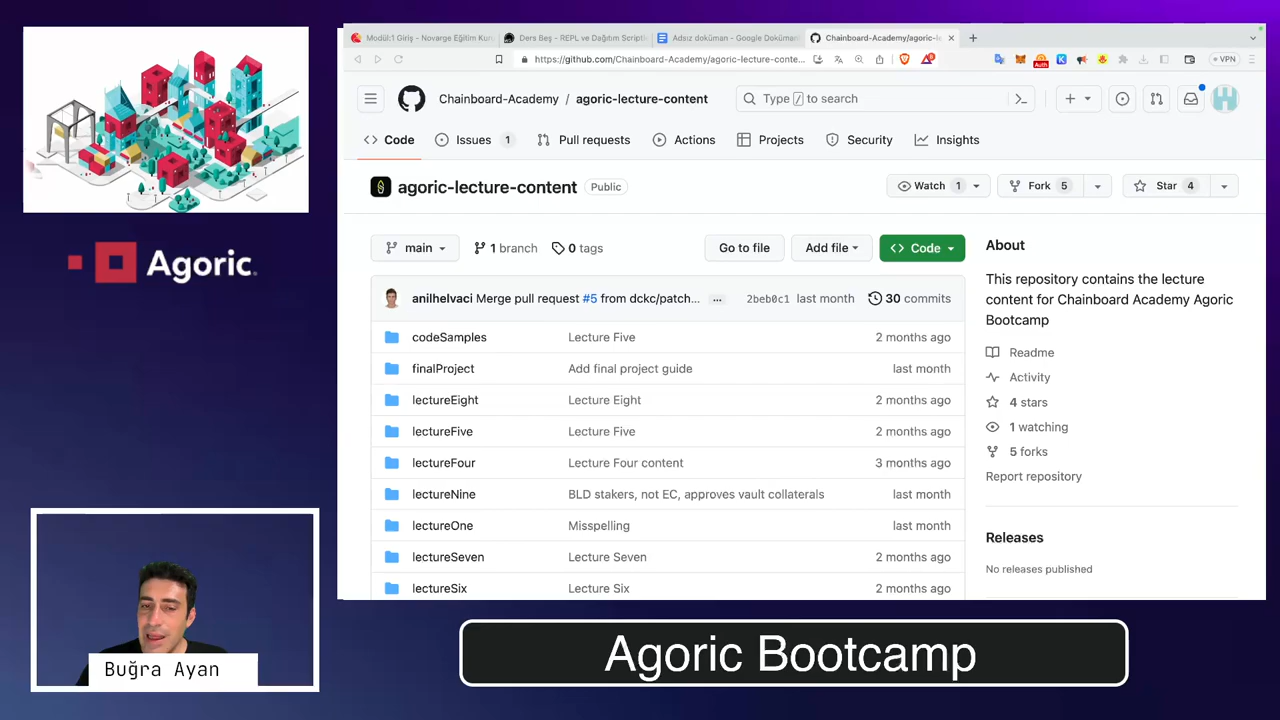 Agoric
Buğra Ayan
Agoric Bootcamp
Modül:1 Giriş - Novarge Eğitim Kur
Ders Beş - REPL ve Dağıtım Scripti
Adsız doküman - Google Doküman
Chainboard-Academy/agoric-le
https://github.com/Chainboard-Academy/agoric-lecture-conte...
Auth
VPN
Chainboard-Academy / agoric-lecture-content
Type / to search
Code
Issues 1
Pull requests
Actions
Projects
Security
Insights
agoric-lecture-content Public
Watch 1
Fork 5
Star 4
main
1 branch
0 tags
Go to file
Add file
Code
anilhelvaci Merge pull request #5 from dckc/patch... ... 2beb0c1 last month 30 commits
codeSamples Lecture Five 2 months ago
finalProject Add final project guide last month
lectureEight Lecture Eight 2 months ago
lectureFive Lecture Five 2 months ago
lectureFour Lecture Four content 3 months ago
lectureNine BLD stakers, not EC, approves vault collaterals last month
lectureOne Misspelling last month
lectureSeven Lecture Seven 2 months ago
lectureSix Lecture Six 2 months ago
About
This repository contains the lecture
content for Chainboard Academy Agoric
Bootcamp
Readme
Activity
4 stars
1 watching
5 forks
Report repository
Releases
No releases published